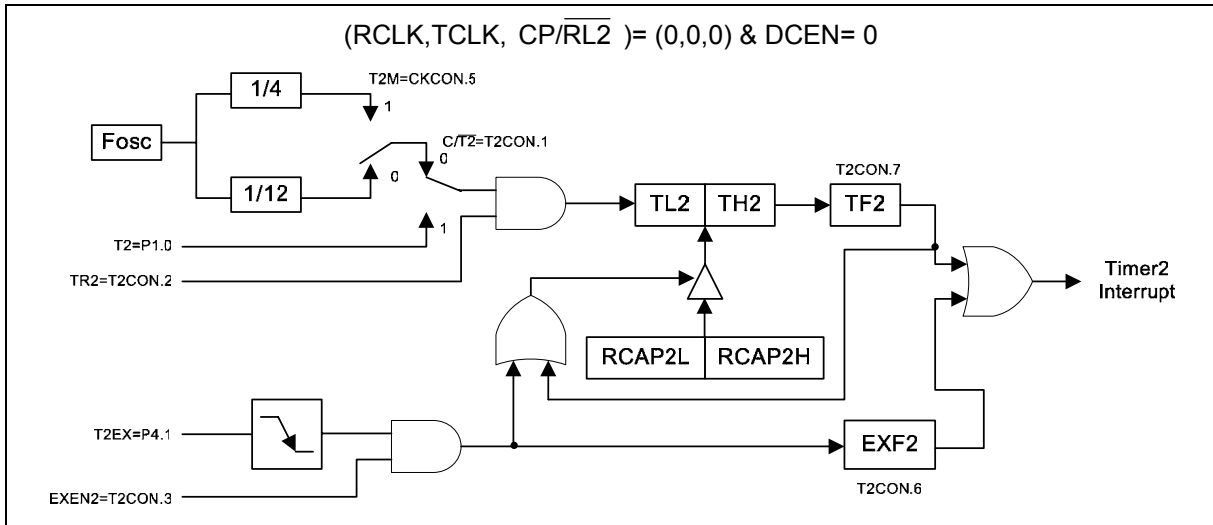 (RCLK,TCLK, CP/RL2 )= (0,0,0) & DCEN= 0
T2M=CKCON.5
1/4
1
Fosc
C/T2=T2CON.1
0
0
1/12
T2CON.7
TL2 TH2 TF2
1
T2=P1.0
TR2=T2CON.2
Timer2
Interrupt
RCAP2L RCAP2H
T2EX=P4.1
EXF2
EXEN2=T2CON.3
T2CON.6